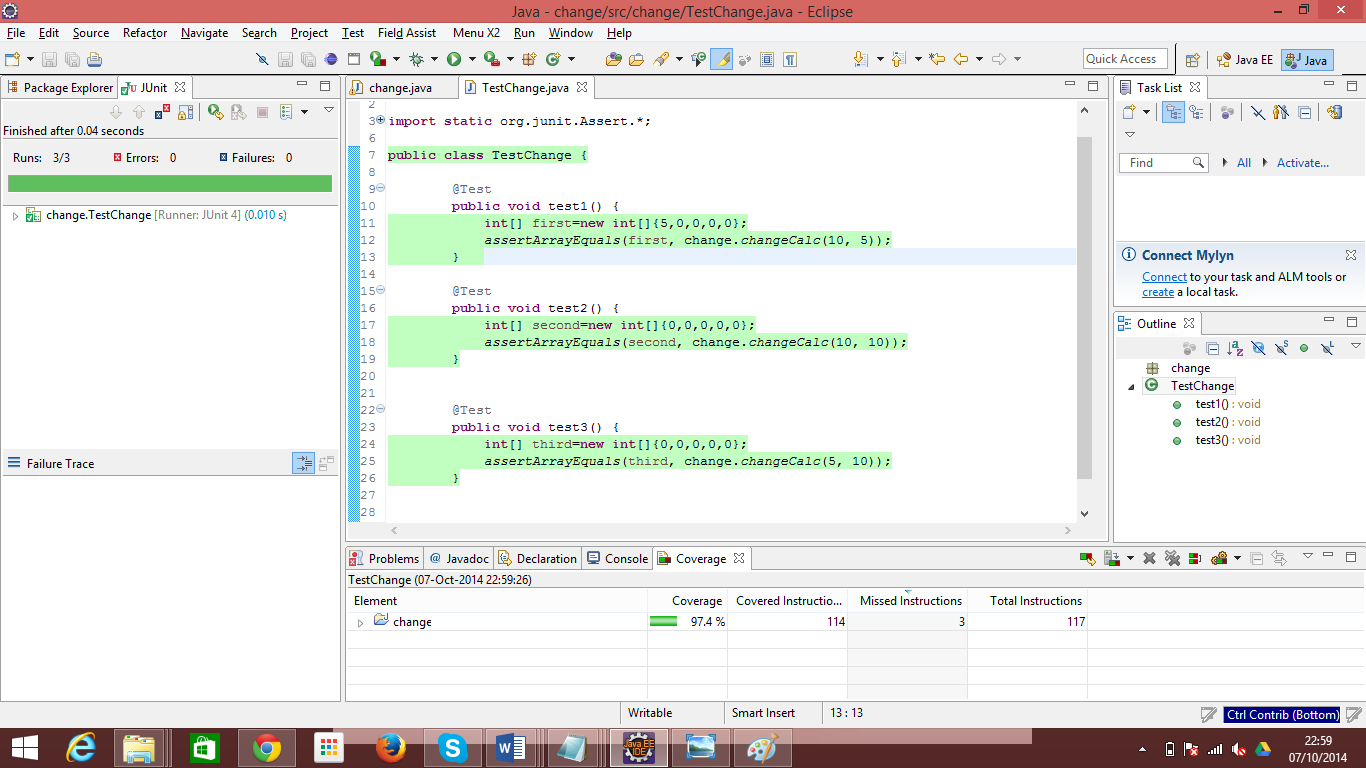 Java - change/src/change/TestChange.java - Eclipse
File Edit Source Refactor Navigate Search Project Test Field Assist Menu X2 Run Window Help
Quick Access
Java EE
Java
Package Explorer
JUnit
Finished after 0.04 seconds
Runs: 3/3
Errors: 0
Failures: 0
change.TestChange [Runner: JUnit 4] (0.010 s)
Failure Trace
change.java
TestChange.java
2
3 import static org.junit.Assert.*;
6
7 public class TestChange {
8
9 @Test
10 public void test1() {
11 int[] first=new int[]{5,0,0,0,0};
12 assertArrayEquals(first, change.changeCalc(10, 5));
13 }
14
15 @Test
16 public void test2() {
17 int[] second=new int[]{0,0,0,0,0};
18 assertArrayEquals(second, change.changeCalc(10, 10));
19 }
20
21
22 @Test
23 public void test3() {
24 int[] third=new int[]{0,0,0,0,0};
25 assertArrayEquals(third, change.changeCalc(5, 10));
26 }
27
28
Task List
Find
All
Activate...
Connect Mylyn
Connect to your task and ALM tools or
create a local task.
Outline
change
TestChange
test1() : void
test2() : void
test3() : void
Problems
@ Javadoc
Declaration
Console
Coverage
TestChange (07-Oct-2014 22:59:26)
Element Coverage Covered Instructio... Missed Instructions Total Instructions
change 97.4 % 114 3 117
Writable
Smart Insert
13 : 13
Ctrl Contrib (Bottom)
Java EE
IDE
22:59
07/10/2014